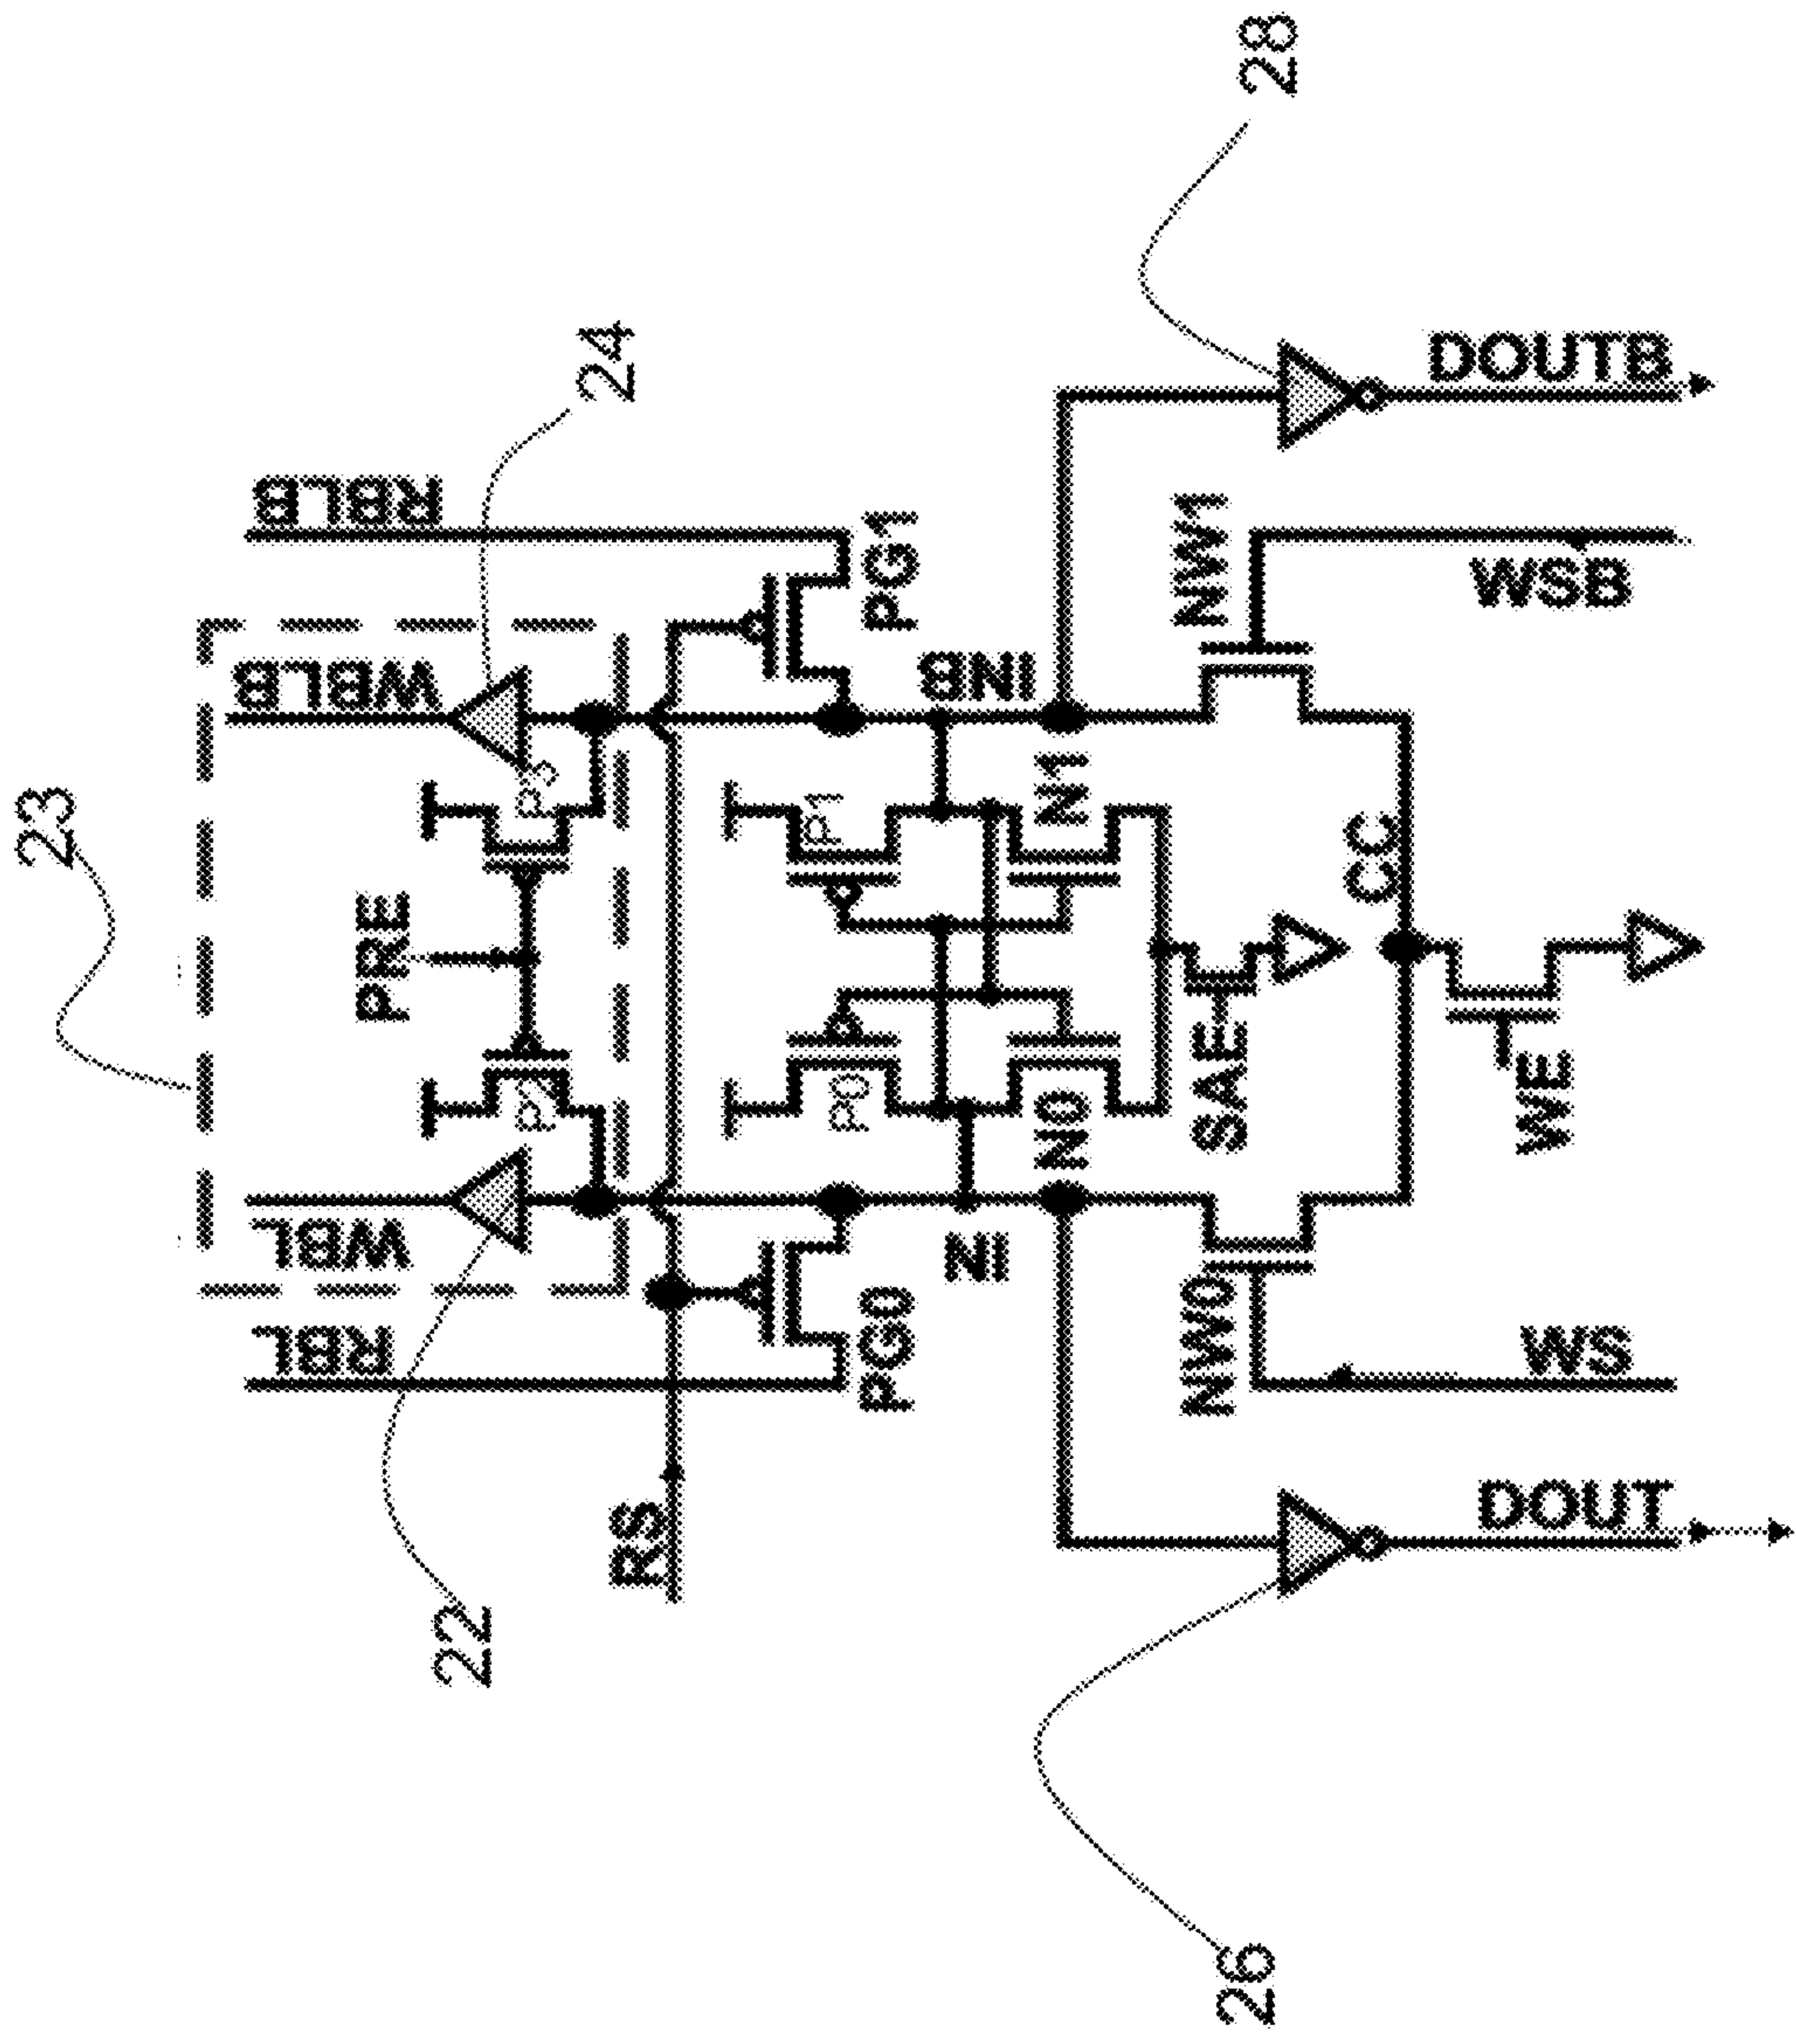 23
28
24
22
26
WBLB
RBLB
PRE
P3
P2
WBL
RBL
RS
P1
PG1
P0
PG0
INB
IN
N1
N0
NW1
NW0
SAE
CC
WE
WSB
WS
DOUTB
DOUT